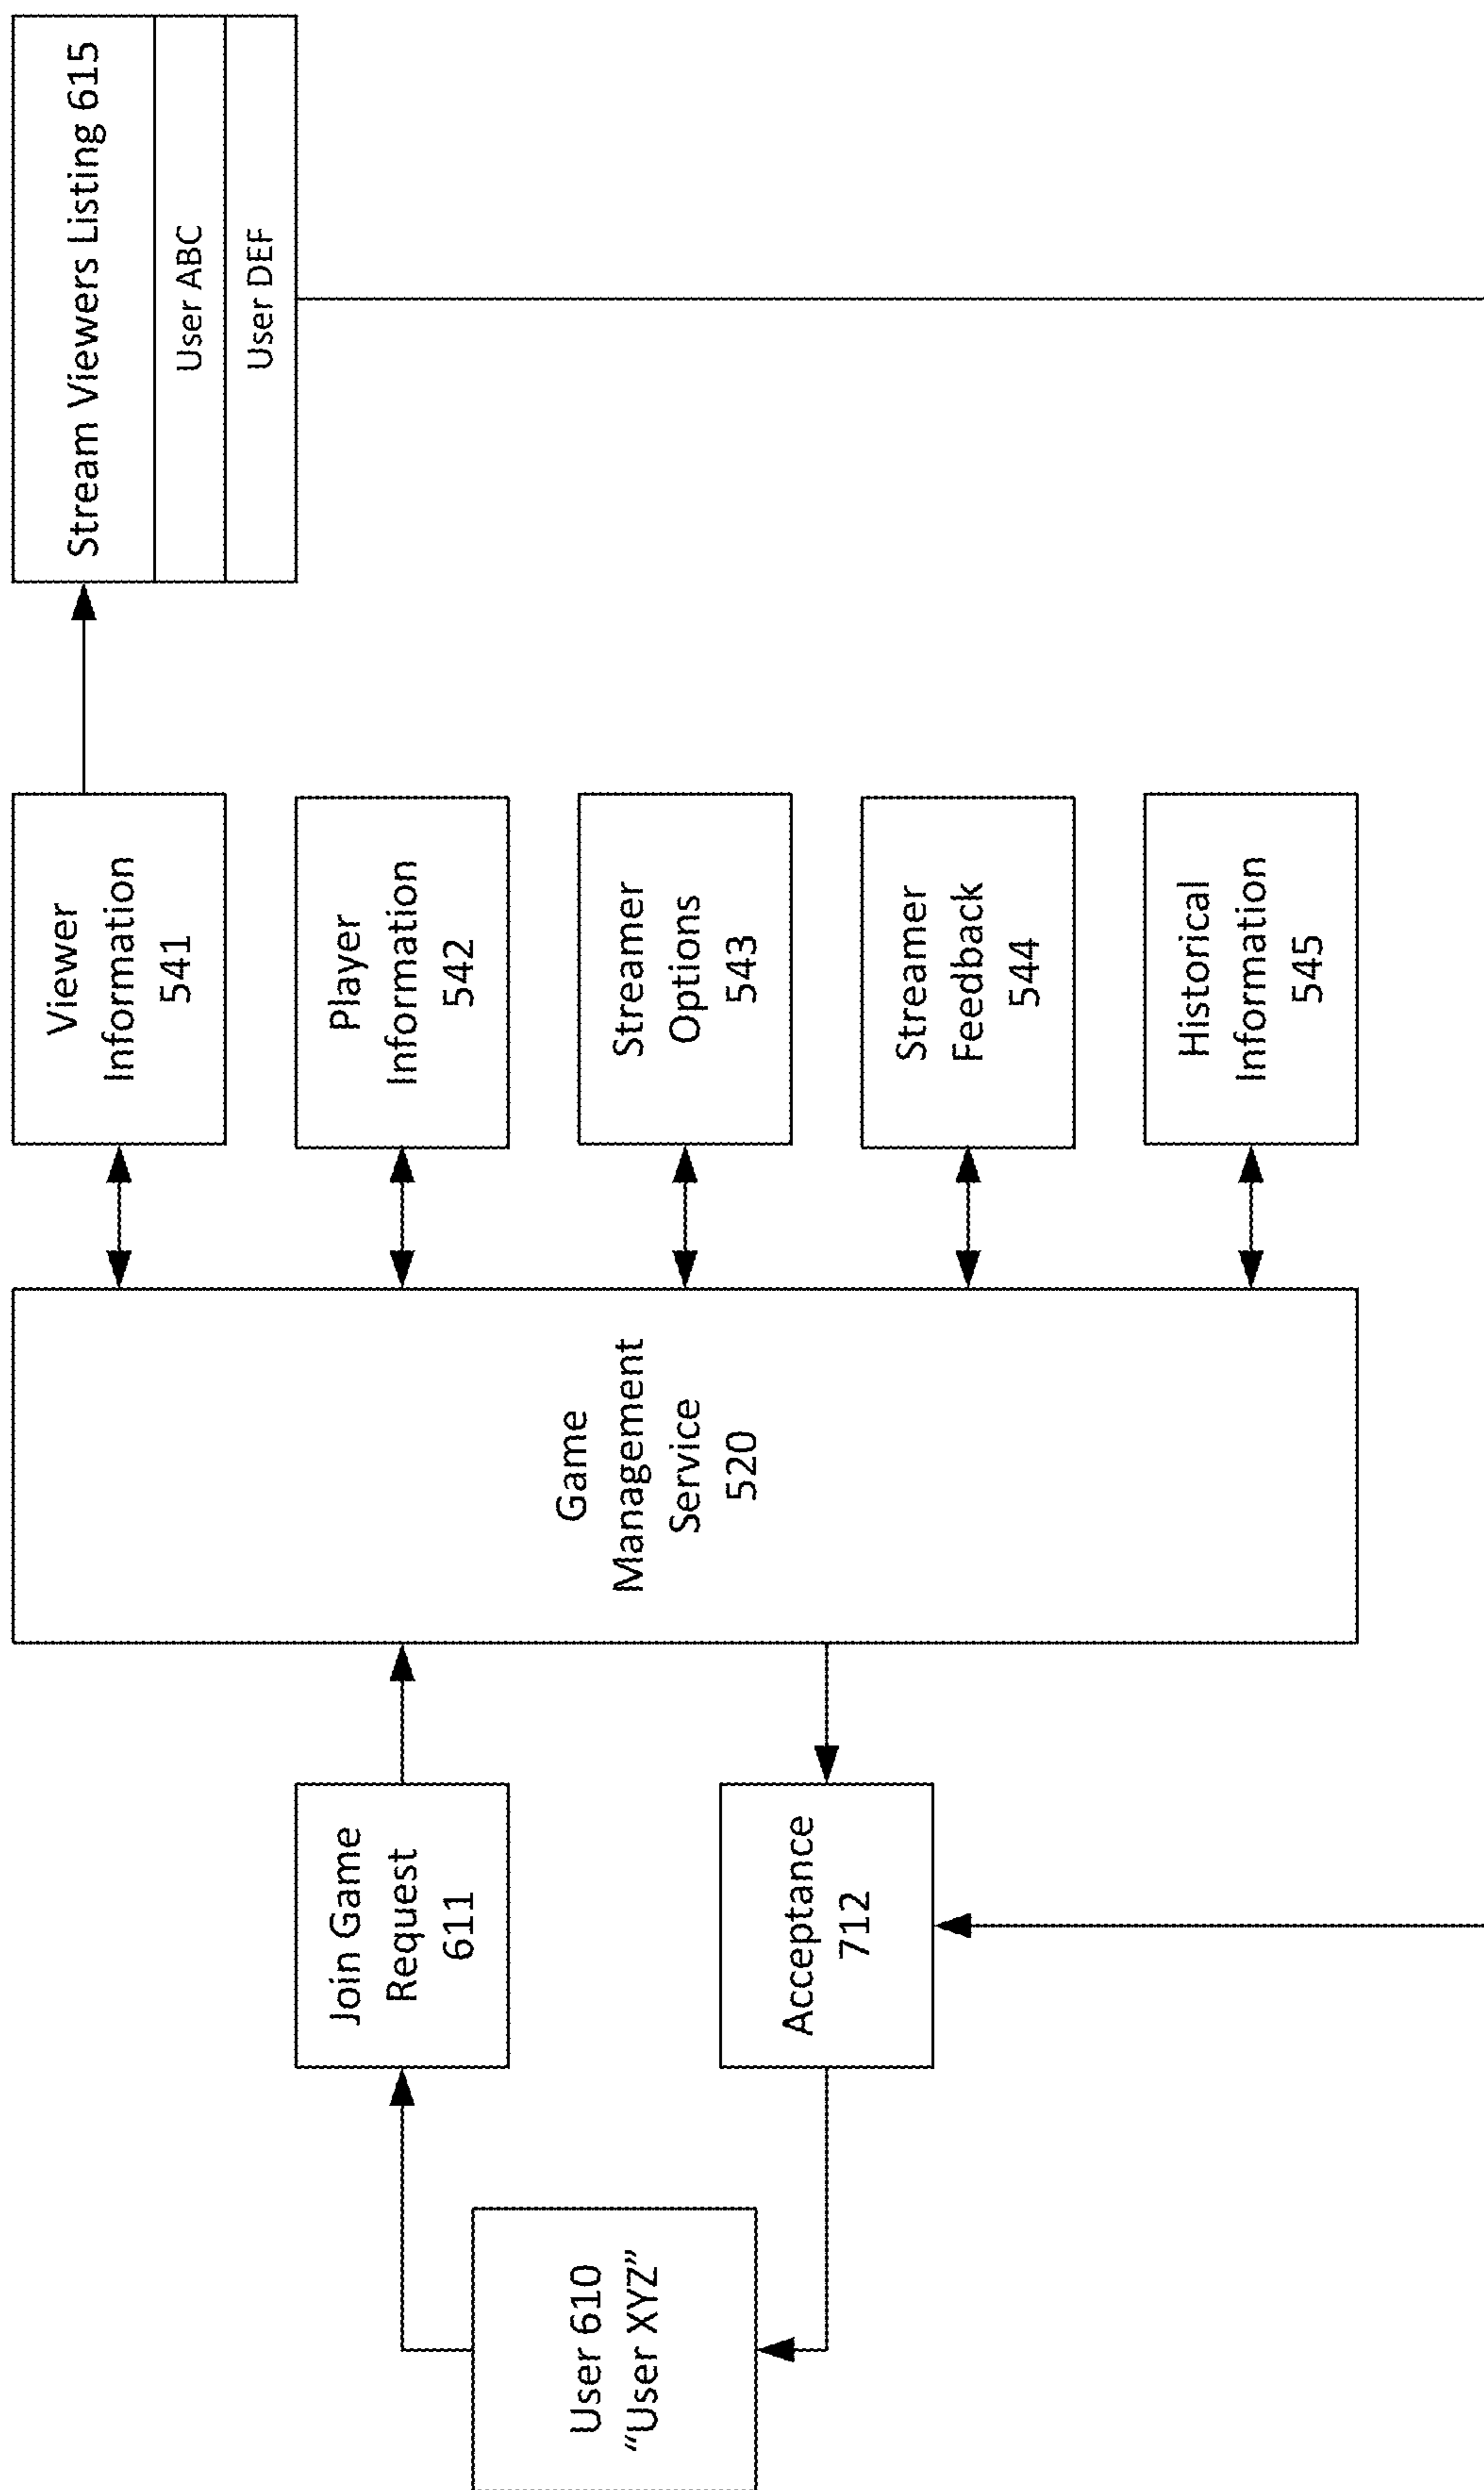 User 610
“User XYZ”
Join Game
Request
611
Acceptance
712
Game
Management
Service
520
Viewer
Information
541
Player
Information
542
Streamer
Options
543
Streamer
Feedback
544
Historical
Information
545
Stream Viewers Listing 615
User ABC
User DEF